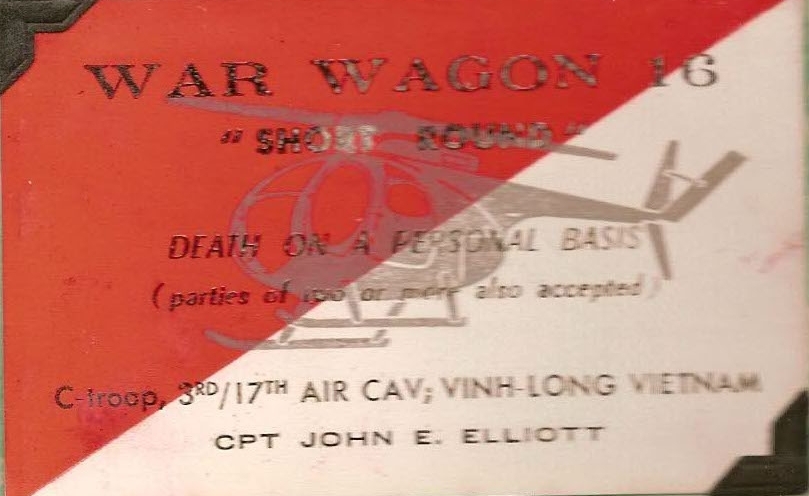 WAR WAGON 16
"SHORT ROUND"
DEATH ON A PERSONAL BASIS
(parties of two or more also accepted)
C-troop, 3RD/17TH AIR CAV; VINH-LONG VIETNAM
CPT JOHN E. ELLIOTT